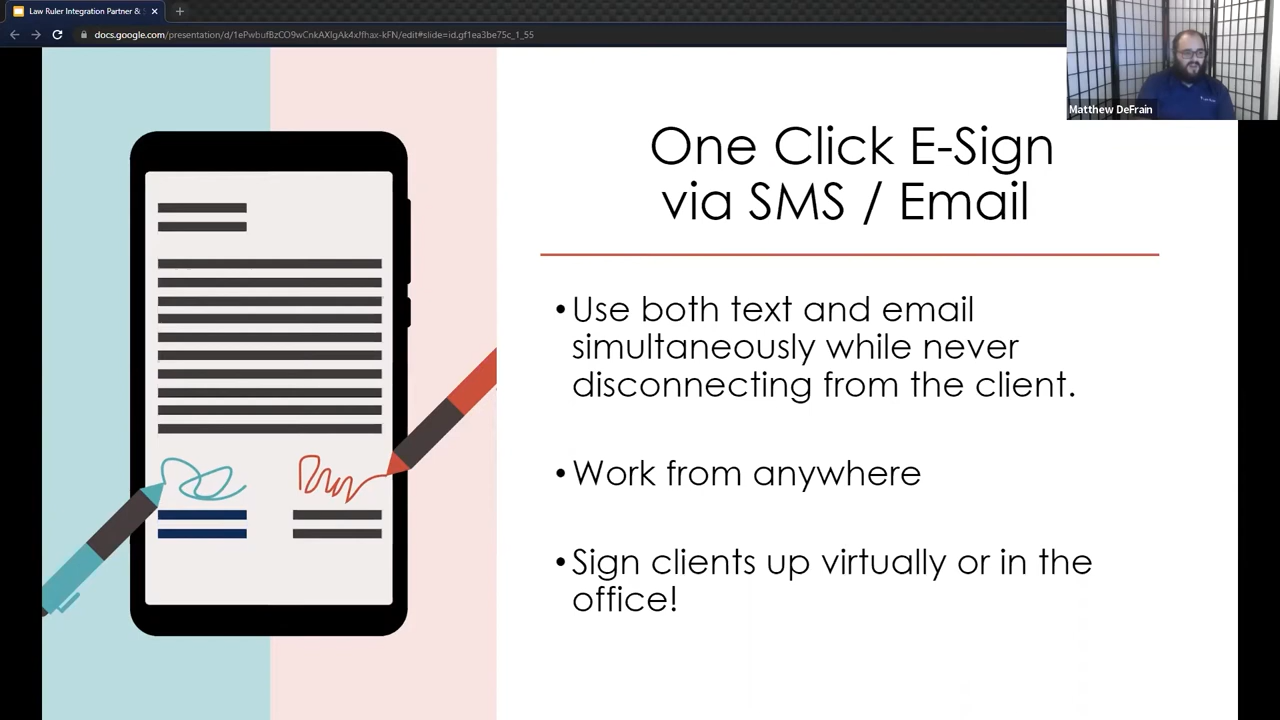 Law Ruler Integration Partner &
docs.google.com/presentation/d/1ePwbufBzCO9wCnkAXIgAk4xJfhax-kFN/edit#slide=id.gf1ea3be75c_1_55
Matthew DeFrain
One Click E-Sign
via SMS / Email
•Use both text and email
simultaneously while never
disconnecting from the client.
•Work from anywhere
•Sign clients up virtually or in the
office!